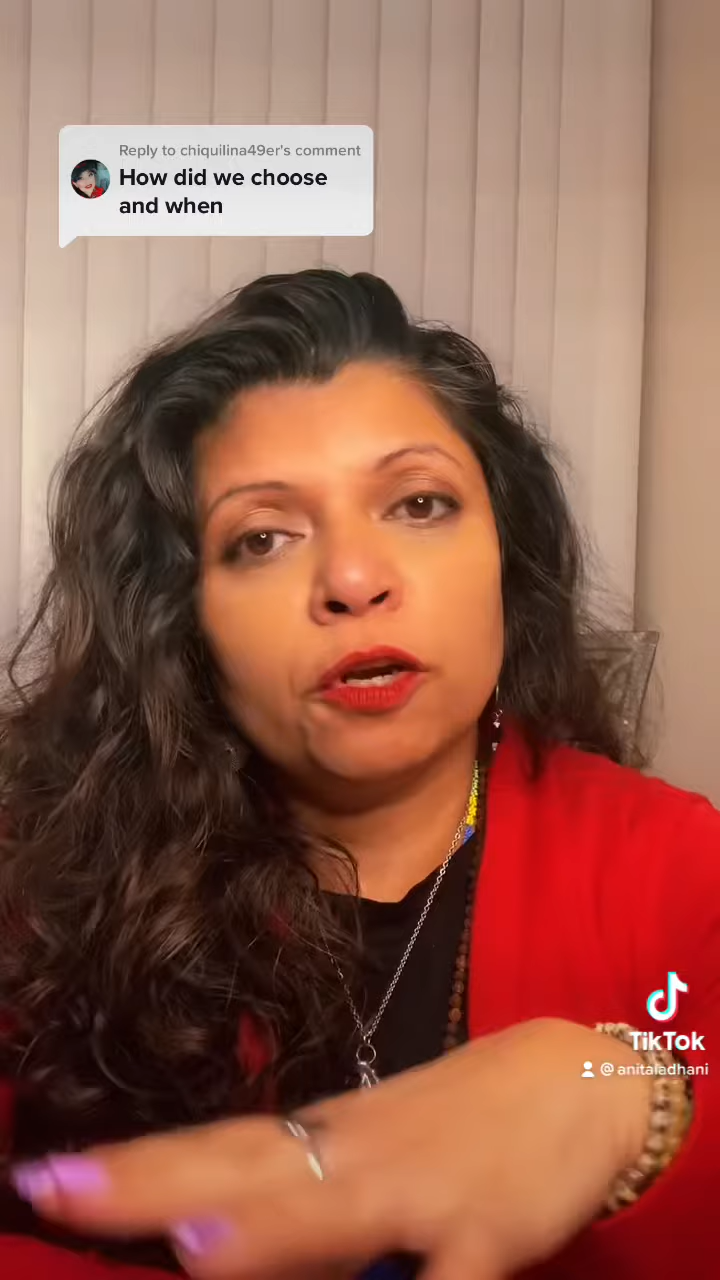 Reply to chiquilina49er's comment
How did we choose
and when
TikTok
@anitaladhani